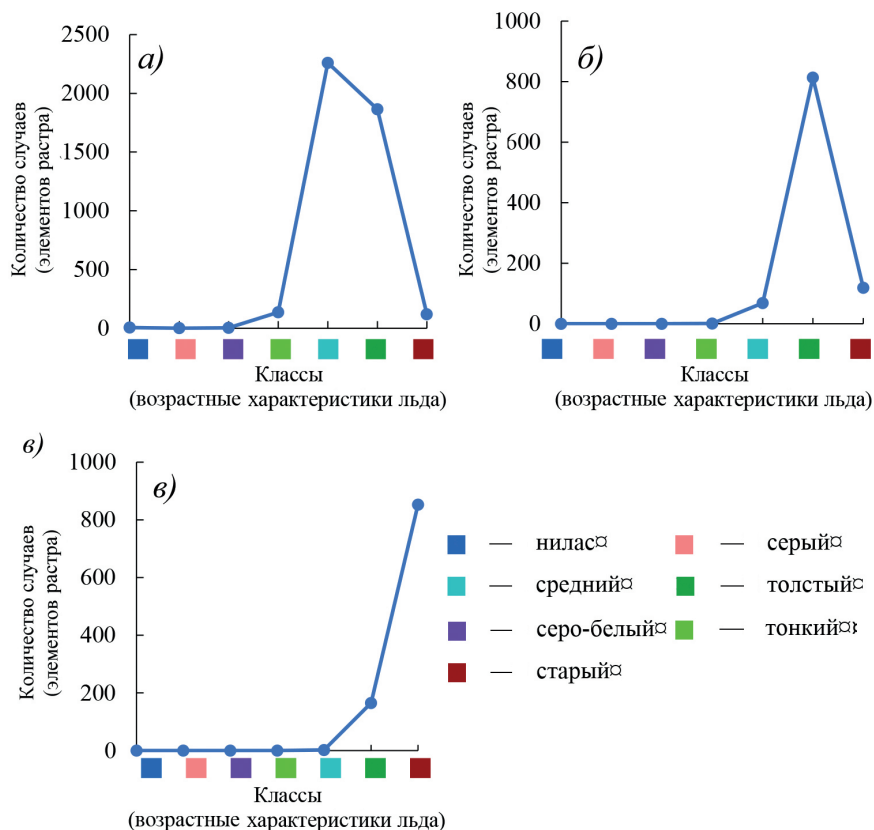 а)
Количество случаев
(элементов растра)
2500
2000
1500
1000
500
0
Классы
(возрастные характеристики льда)
б)
Количество случаев
(элементов растра)
1000
800
600
400
200
0
Классы
(возрастные характеристики льда)
в)
в)
Количество случаев
(элементов растра)
1000
800
600
400
200
0
Классы
(возрастные характеристики льда)
— нилас¤ — серый¤
— средний¤ — толстый¤
— серо-белый¤ — тонкий¤¤
— старый¤